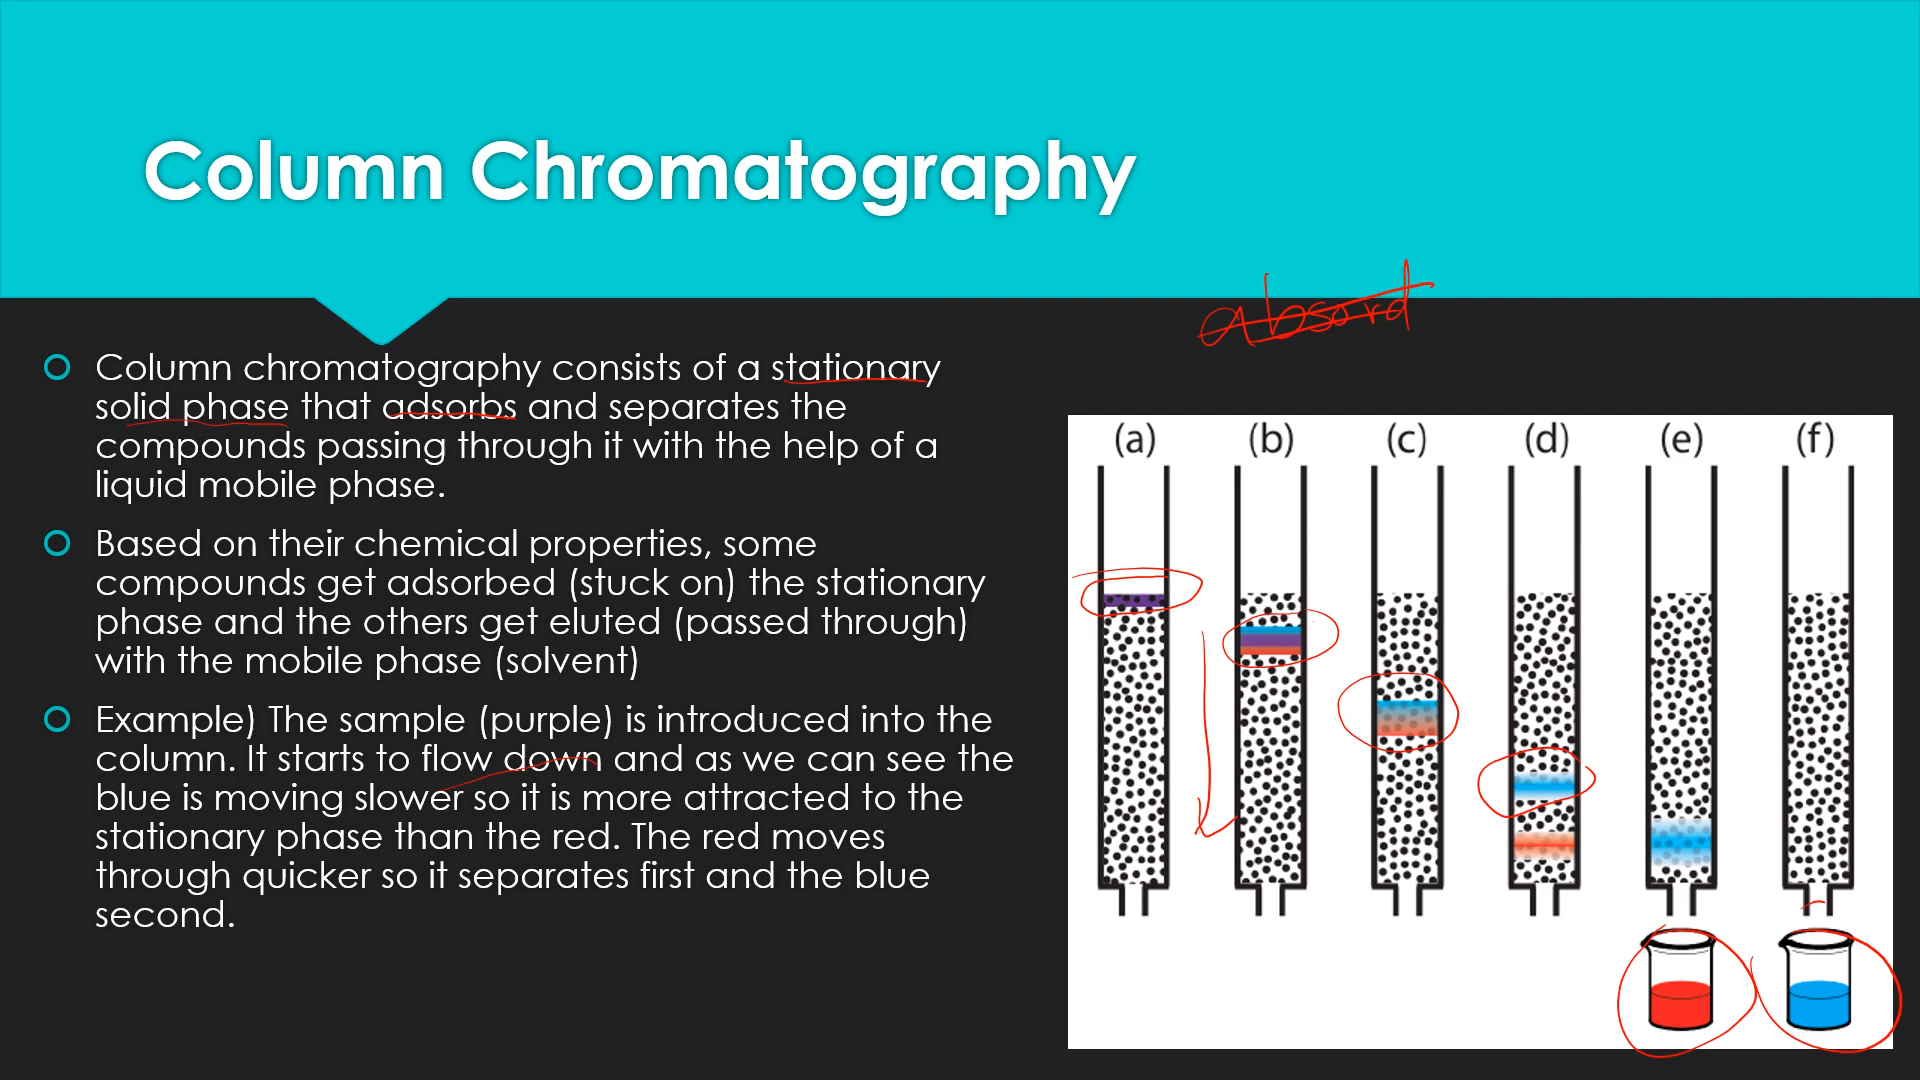 Column Chromatography
absord
Column chromatography consists of a stationary
solid phase that adsorbs and separates the
compounds passing through it with the help of a
liquid mobile phase.
Based on their chemical properties, some
compounds get adsorbed (stuck on) the stationary
phase and the others get eluted (passed through)
with the mobile phase (solvent)
Example) The sample (purple) is introduced into the
column. It starts to flow down and as we can see the
blue is moving slower so it is more attracted to the
stationary phase than the red. The red moves
through quicker so it separates first and the blue
second.
(a) (b) (c) (d) (e) (f)